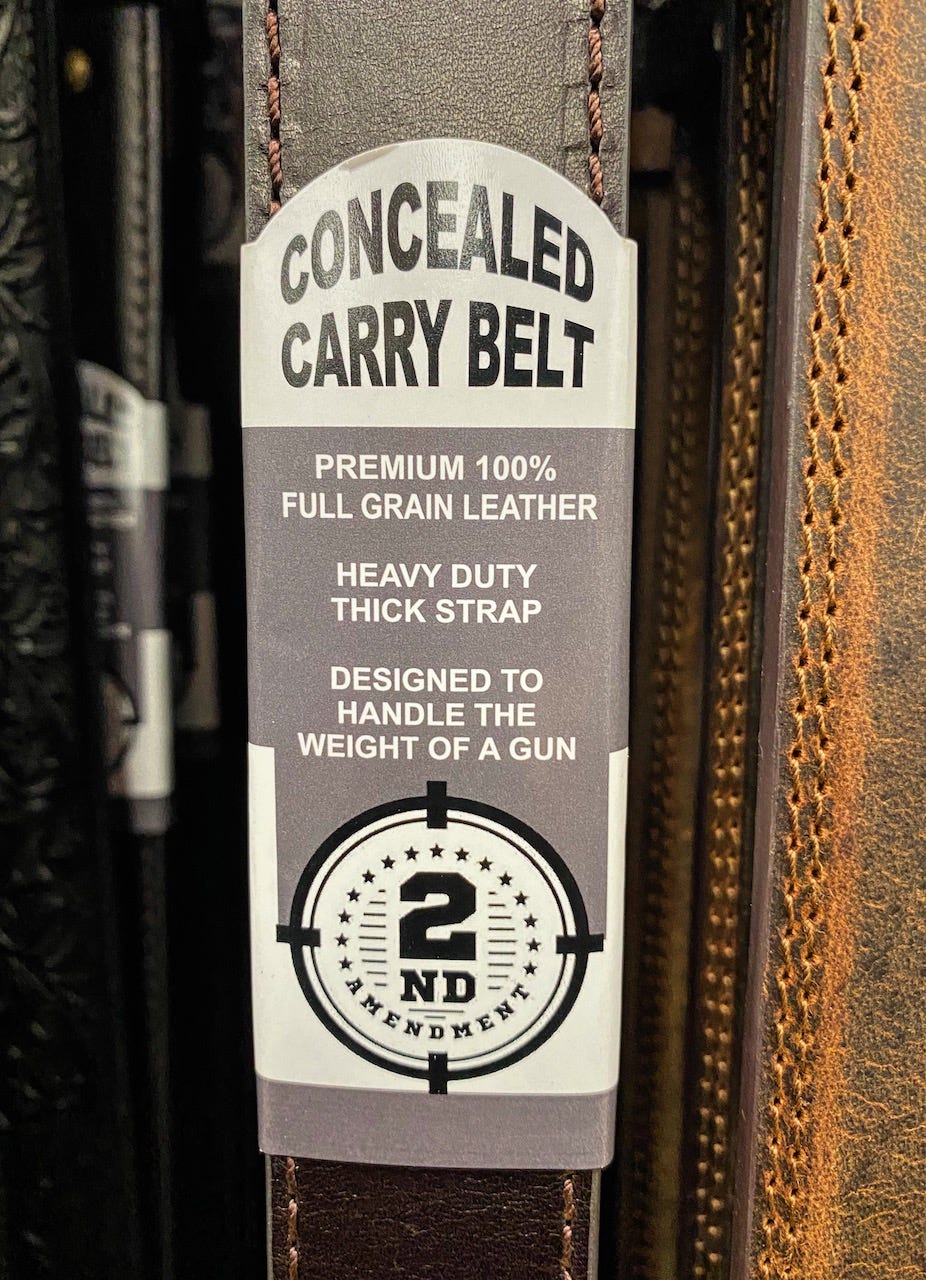 CONCEALED
CARRY BELT
PREMIUM 100%
FULL GRAIN LEATHER
HEAVY DUTY
THICK STRAP
DESIGNED TO
HANDLE THE
WEIGHT OF A GUN
2
ND
AMENDMENT